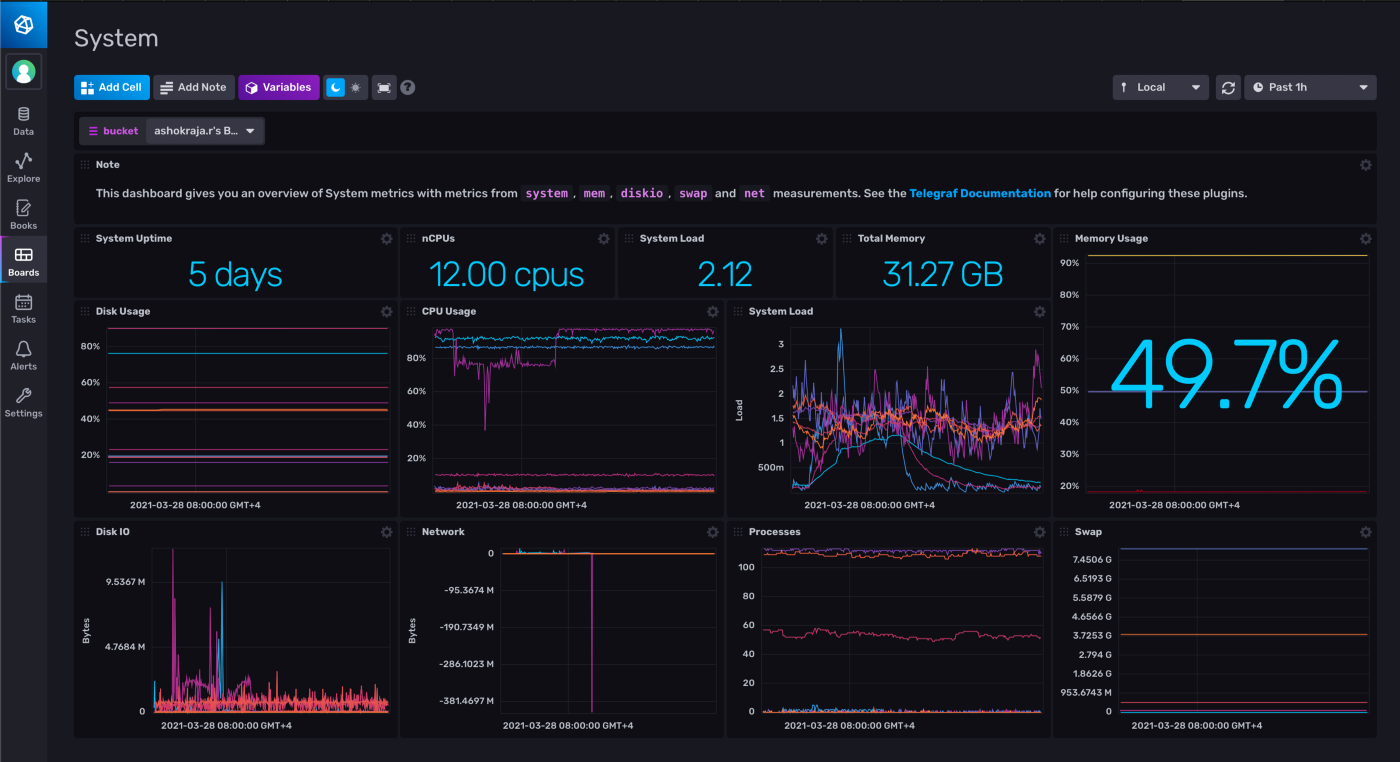 System
Add Cell
Add Note
Variables
?
Local
Past 1h
Data
Explore
Books
Boards
Tasks
Alerts
Settings
bucket
ashokraja.r's B...
Note
This dashboard gives you an overview of System metrics with metrics from system , mem , diskio , swap and net measurements. See the Telegraf Documentation for help configuring these plugins.
System Uptime
5 days
nCPUs
12.00 cpus
System Load
2.12
Total Memory
31.27 GB
Memory Usage
90%
80%
70%
60%
50%
40%
30%
20%
49.7%
2021-03-28 08:00:00 GMT+4
Disk Usage
80%
60%
40%
20%
2021-03-28 08:00:00 GMT+4
CPU Usage
80%
60%
40%
20%
2021-03-28 08:00:00 GMT+4
System Load
Load
3
2.5
2
1.5
1
500m
2021-03-28 08:00:00 GMT+4
Disk IO
Bytes
9.5367 M
4.7684 M
0
2021-03-28 08:00:00 GMT+4
Network
Bytes
0
-95.3674 M
-190.7349 M
-286.1023 M
-381.4697 M
2021-03-28 08:00:00 GMT+4
Processes
100
80
60
40
20
0
2021-03-28 08:00:00 GMT+4
Swap
7.4506 G
6.5193 G
5.5879 G
4.6566 G
3.7253 G
2.794 G
1.8626 G
953.6743 M
0
2021-03-28 08:00:00 GMT+4